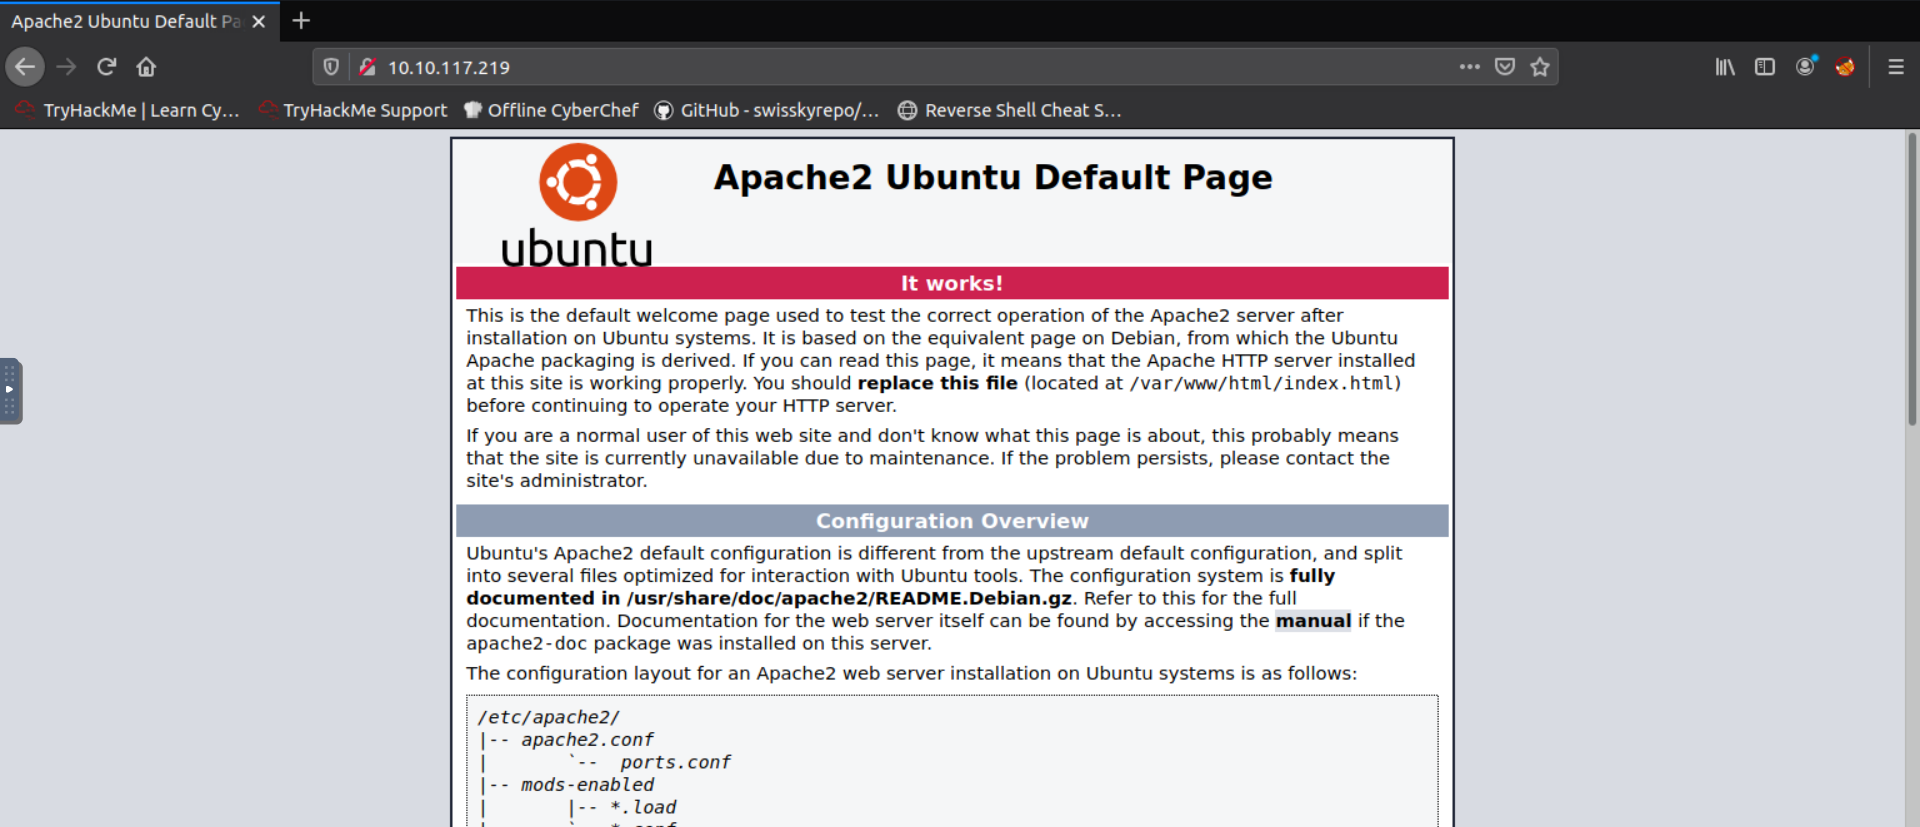 Apache2 Ubuntu Default Pa
10.10.117.219
TryHackMe | Learn Cy…
TryHackMe Support
Offline CyberChef
GitHub - swisskyrepo/…
Reverse Shell Cheat S…
ubuntu
Apache2 Ubuntu Default Page
It works!
This is the default welcome page used to test the correct operation of the Apache2 server after
installation on Ubuntu systems. It is based on the equivalent page on Debian, from which the Ubuntu
Apache packaging is derived. If you can read this page, it means that the Apache HTTP server installed
at this site is working properly. You should replace this file (located at /var/www/html/index.html)
before continuing to operate your HTTP server.
If you are a normal user of this web site and don't know what this page is about, this probably means
that the site is currently unavailable due to maintenance. If the problem persists, please contact the
site's administrator.
Configuration Overview
Ubuntu's Apache2 default configuration is different from the upstream default configuration, and split
into several files optimized for interaction with Ubuntu tools. The configuration system is fully
documented in /usr/share/doc/apache2/README.Debian.gz. Refer to this for the full
documentation. Documentation for the web server itself can be found by accessing the manual if the
apache2-doc package was installed on this server.
The configuration layout for an Apache2 web server installation on Ubuntu systems is as follows:
/etc/apache2/
|-- apache2.conf
|       `--  ports.conf
|-- mods-enabled
|       |-- *.load
|       `-- *.conf